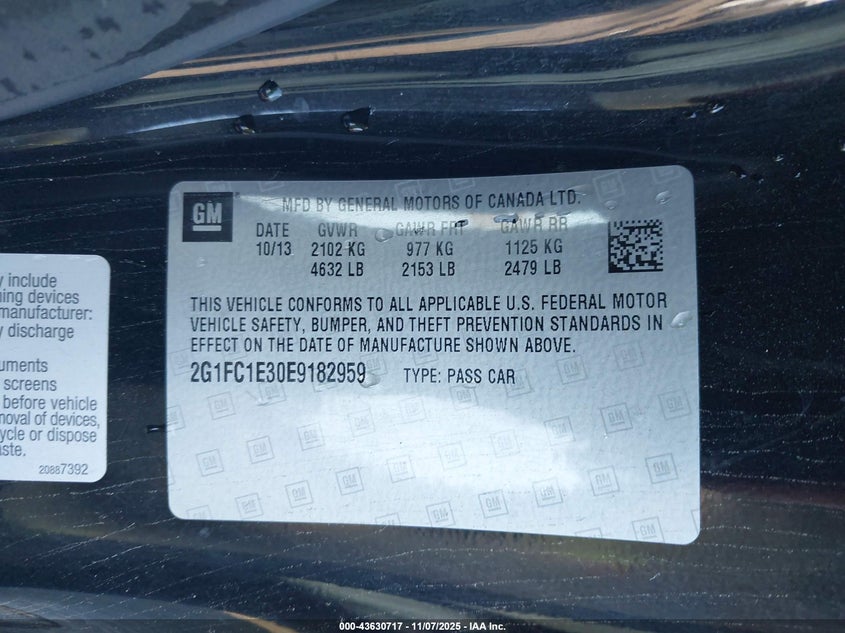 GM
MFD BY GENERAL MOTORS OF CANADA LTD.
DATE GVWR GAWR FRT GAWR RR
10/13 2102 KG 977 KG 1125 KG
4632 LB 2153 LB 2479 LB
THIS VEHICLE CONFORMS TO ALL APPLICABLE U.S. FEDERAL MOTOR
VEHICLE SAFETY, BUMPER, AND THEFT PREVENTION STANDARDS IN
EFFECT ON THE DATE OF MANUFACTURE SHOWN ABOVE.
2G1FC1E30E9182959 TYPE: PASS CAR
y include
ning devices
manufacturer:
y discharge
uments
screens
before vehicle
moval of devices,
ycle or dispose
aste.
20887392
000-43630717 - 11/07/2025 - IAA Inc.